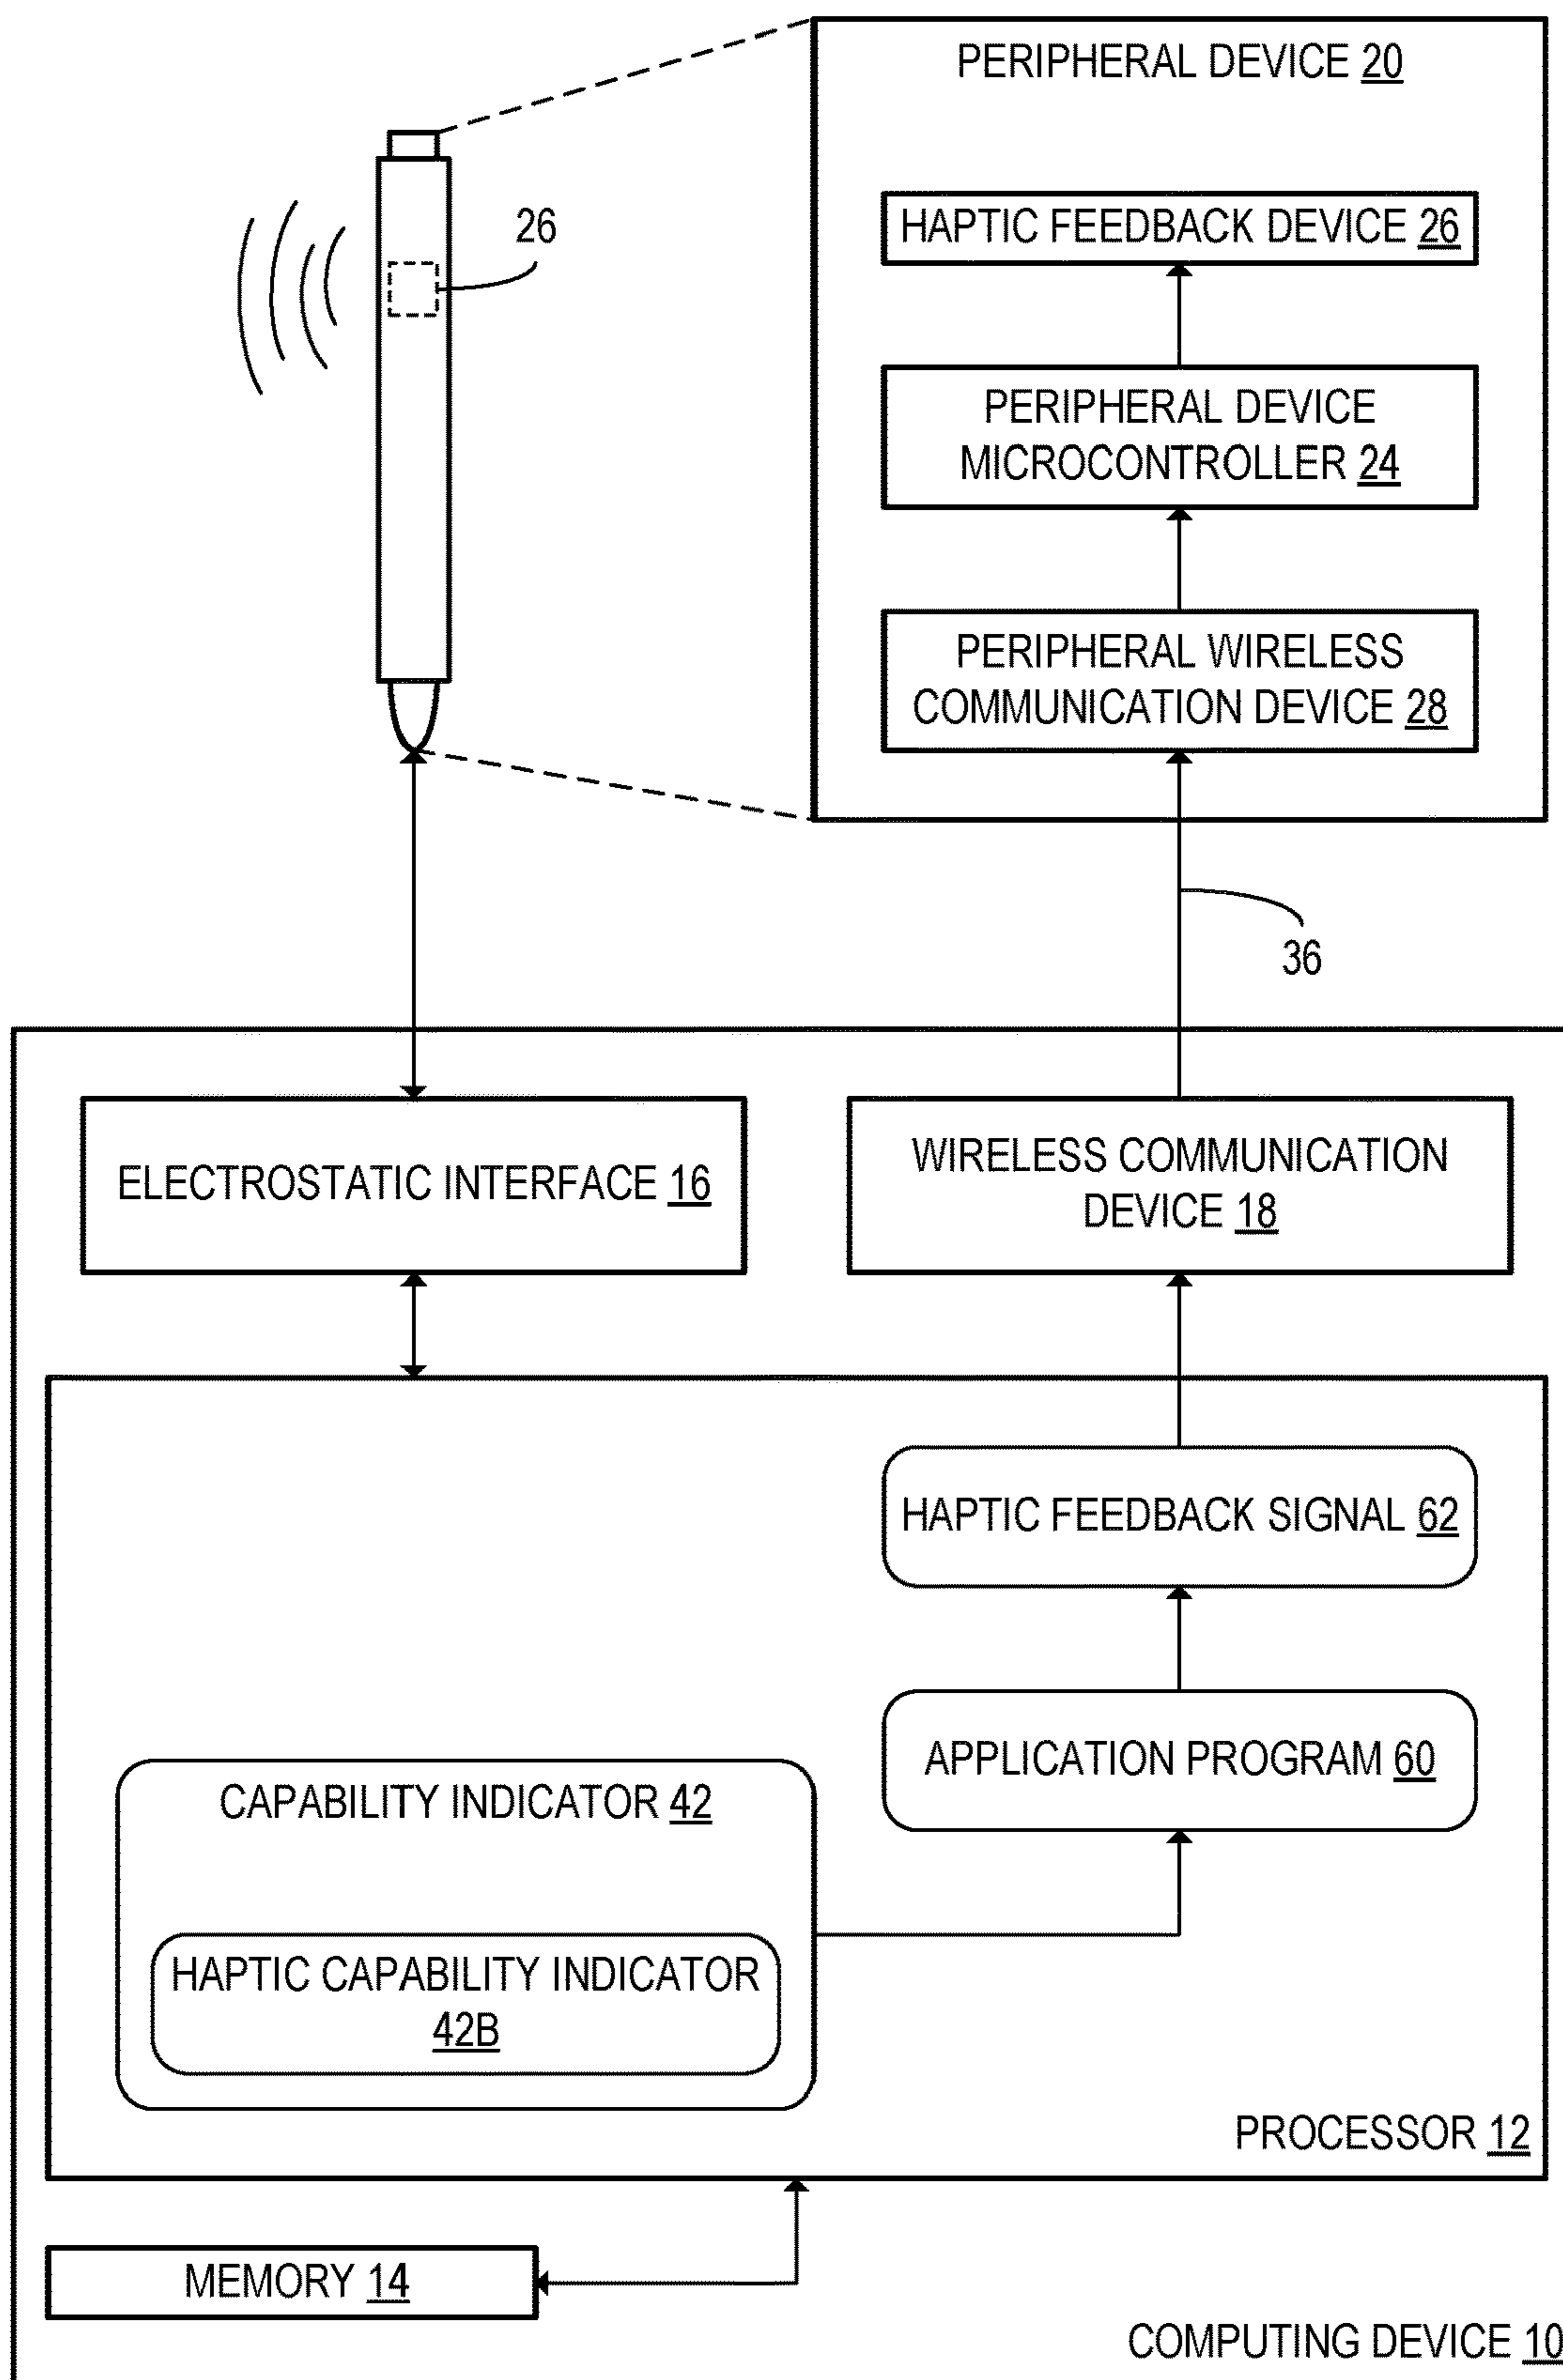 PERIPHERAL DEVICE 20
26
HAPTIC FEEDBACK DEVICE 26
PERIPHERAL DEVICE
MICROCONTROLLER 24
PERIPHERAL WIRELESS
COMMUNICATION DEVICE 28
36
ELECTROSTATIC INTERFACE 16
WIRELESS COMMUNICATION
DEVICE 18
HAPTIC FEEDBACK SIGNAL 62
APPLICATION PROGRAM 60
CAPABILITY INDICATOR 42
HAPTIC CAPABILITY INDICATOR
42B
PROCESSOR 12
MEMORY 14
COMPUTING DEVICE 10